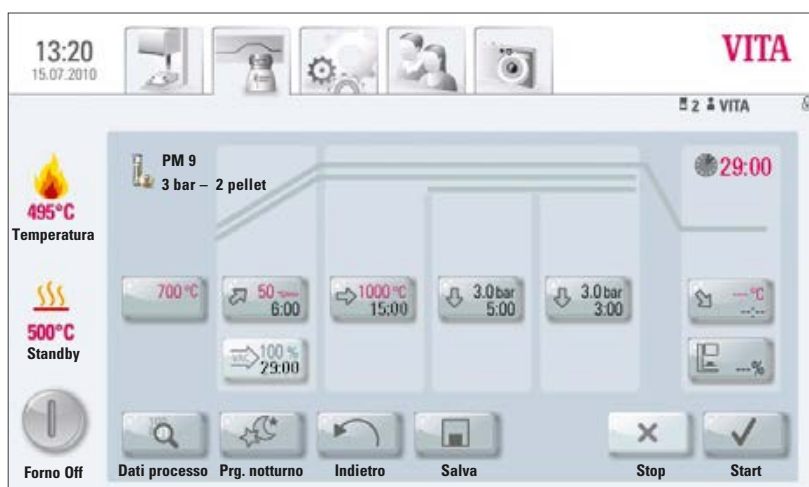 13:20
15.07.2010
VITA
2 VITA
PM 9
3 bar – 2 pellet
29:00
495°C
Temperatura
500°C
Standby
Forno Off
700 °C
50
6:00
1000 °C
15:00
3.0 bar
5:00
3.0 bar
3:00
--- °C
--:--
VAC 100 %
29:00
---%
Dati processo
Prg. notturno
Indietro
Salva
Stop
Start